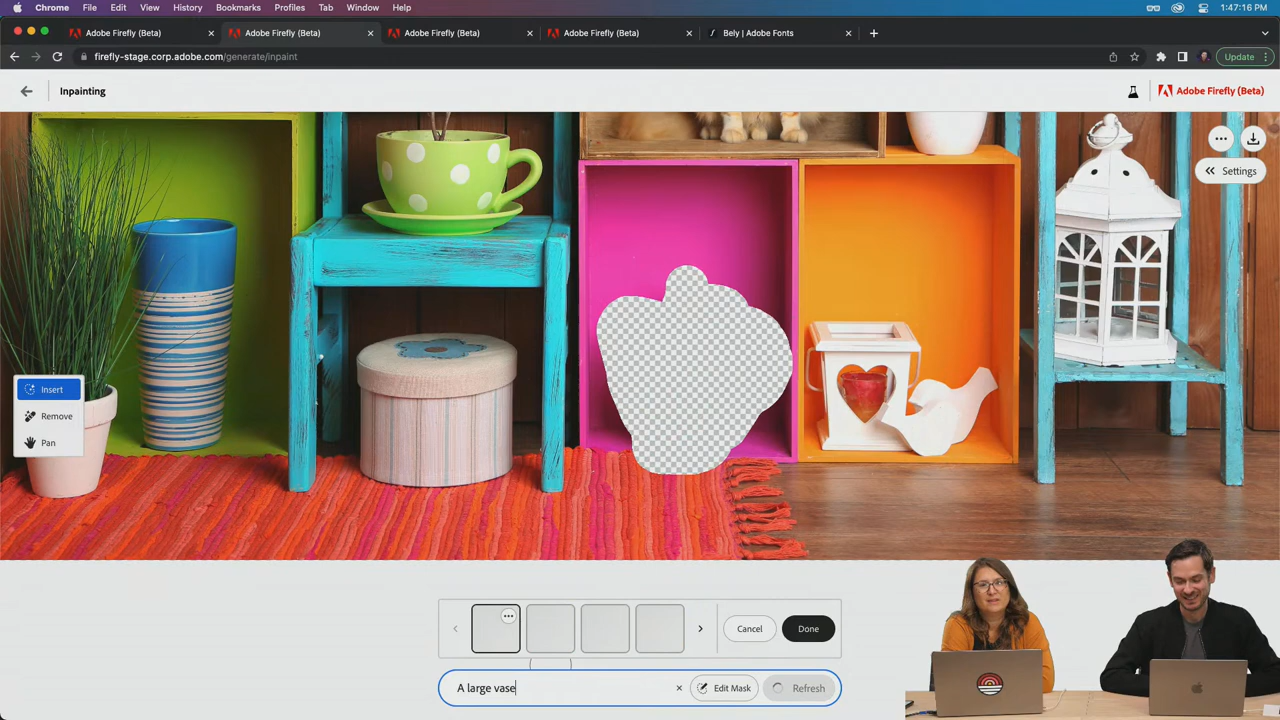 Chrome File Edit View History Bookmarks Profiles Tab Window Help 1:47:16 PM
Adobe Firefly (Beta) Adobe Firefly (Beta) Adobe Firefly (Beta) Adobe Firefly (Beta) Bely | Adobe Fonts
firefly-stage.corp.adobe.com/generate/inpaint Update
Inpainting Adobe Firefly (Beta)
Settings
Insert
Remove
Pan
Cancel Done
A large vase Edit Mask Refresh